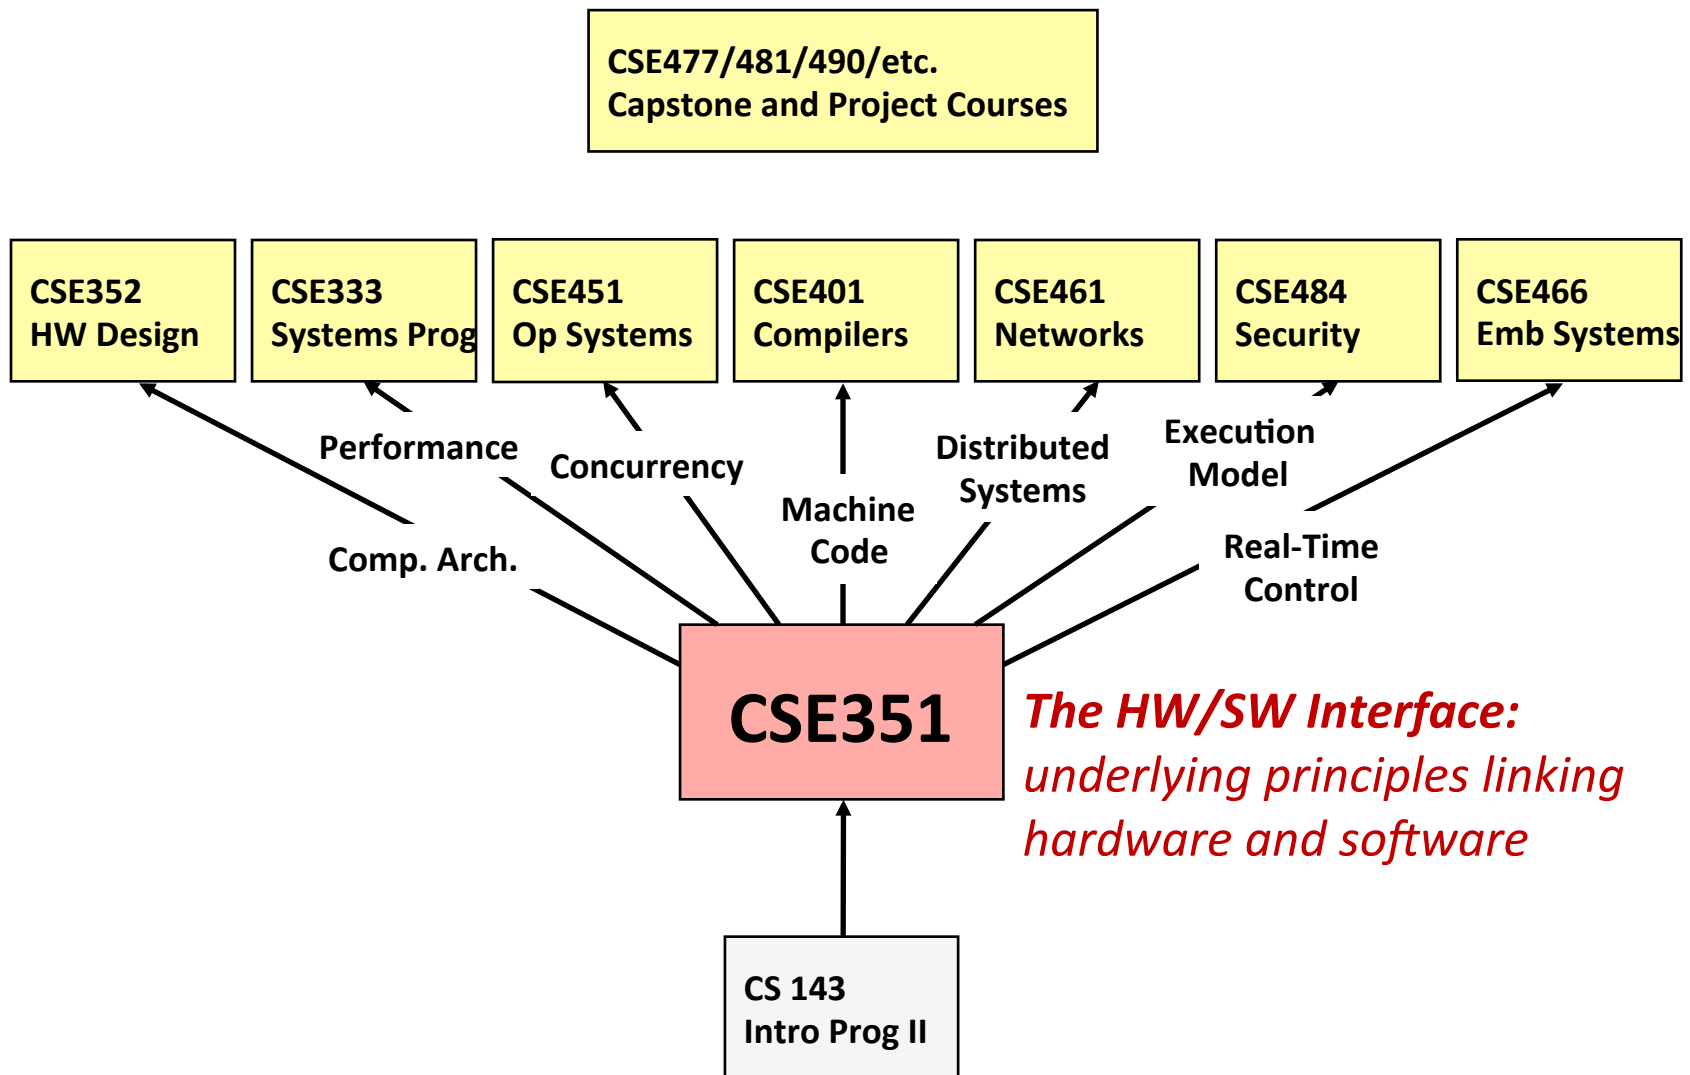 CSE477/481/490/etc.
Capstone and Project Courses
CSE352
HW Design
CSE333
Systems Prog
CSE451
Op Systems
CSE401
Compilers
CSE461
Networks
CSE484
Security
CSE466
Emb Systems
Performance
Concurrency
Distributed
Systems
Execution
Model
Comp. Arch.
Machine
Code
Real-Time
Control
CSE351
The HW/SW Interface:
underlying principles linking
hardware and software
CS 143
Intro Prog II